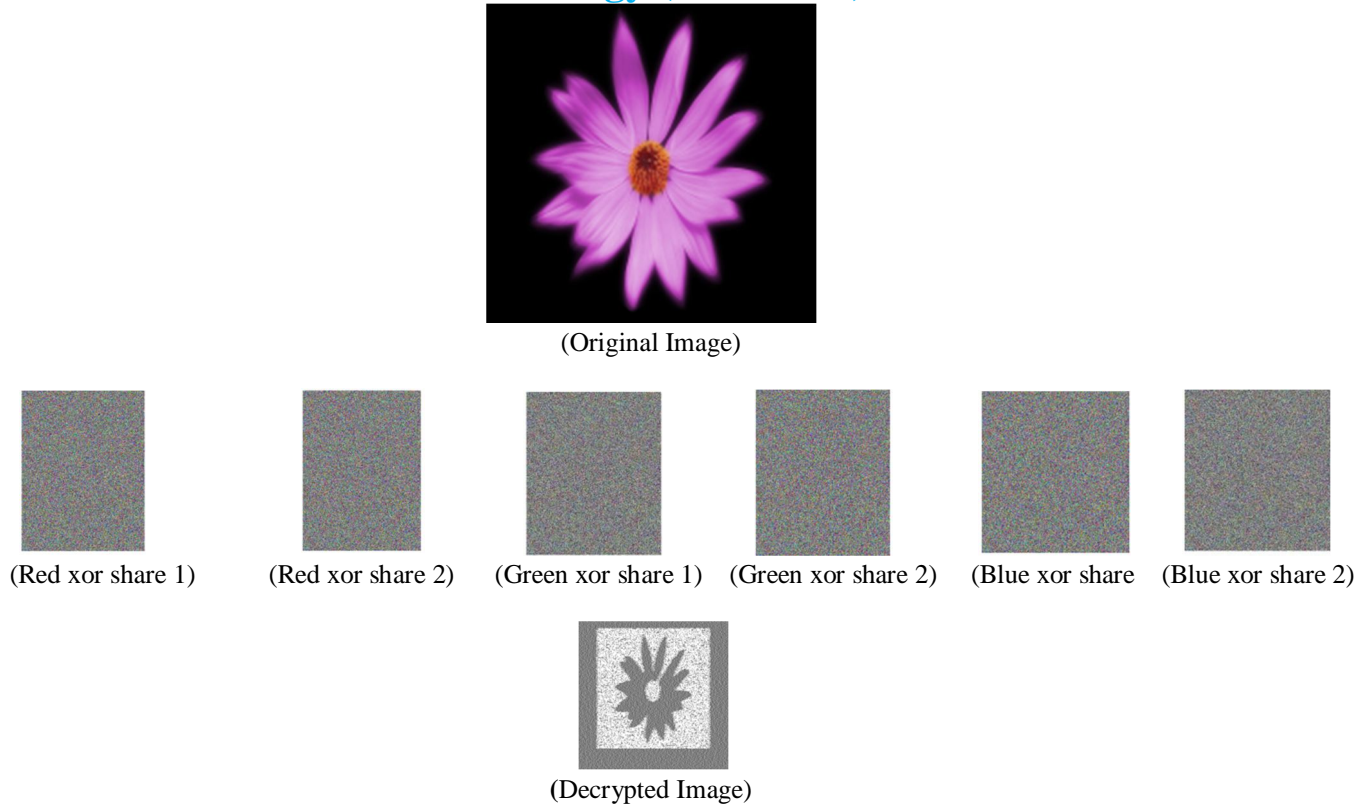 (Original Image)
(Red xor share 1) (Red xor share 2) (Green xor share 1) (Green xor share 2) (Blue xor share (Blue xor share 2)
(Decrypted Image)